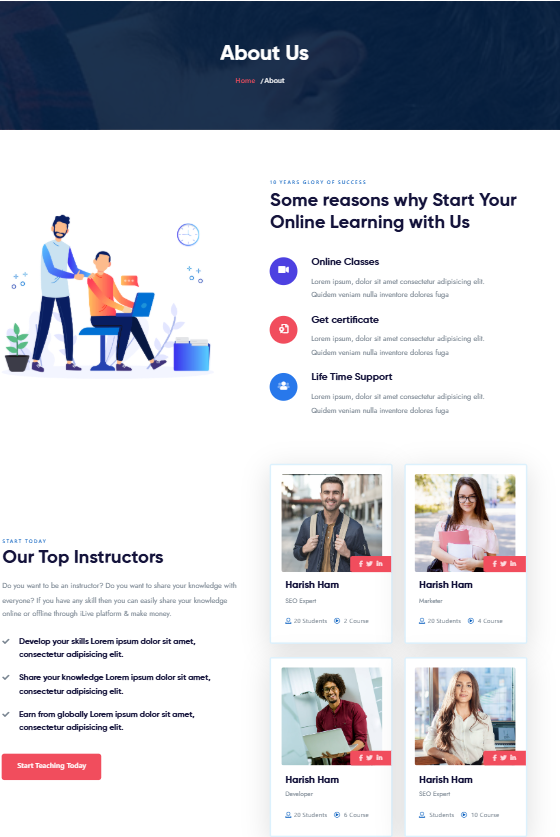 About Us
Home / About
10 YEARS GLORY OF SUCCESS
Some reasons why Start Your
Online Learning with Us
Online Classes
Lorem ipsum, dolor sit amet consectetur adipisicing elit.
Quidem veniam nulla inventore dolores fuga
Get certificate
Lorem ipsum, dolor sit amet consectetur adipisicing elit.
Quidem veniam nulla inventore dolores fuga
Life Time Support
Lorem ipsum, dolor sit amet consectetur adipisicing elit.
Quidem veniam nulla inventore dolores fuga
START TODAY
Our Top Instructors
Do you want to be an instructor? Do you want to share your knowledge with
everyone? If you have any skill then you can easily share your knowledge
online or offline through iLive platform & make money.
Develop your skills Lorem ipsum dolor sit amet,
consectetur adipisicing elit.
Share your knowledge Lorem ipsum dolor sit amet,
consectetur adipisicing elit.
Earn from globally Lorem ipsum dolor sit amet,
consectetur adipisicing elit.
Start Teaching Today
Harish Ham
SEO Expert
20 Students 2 Course
Harish Ham
Marketer
20 Students 4 Course
Harish Ham
Developer
20 Students 6 Course
Harish Ham
SEO Expert
Students 10 Course